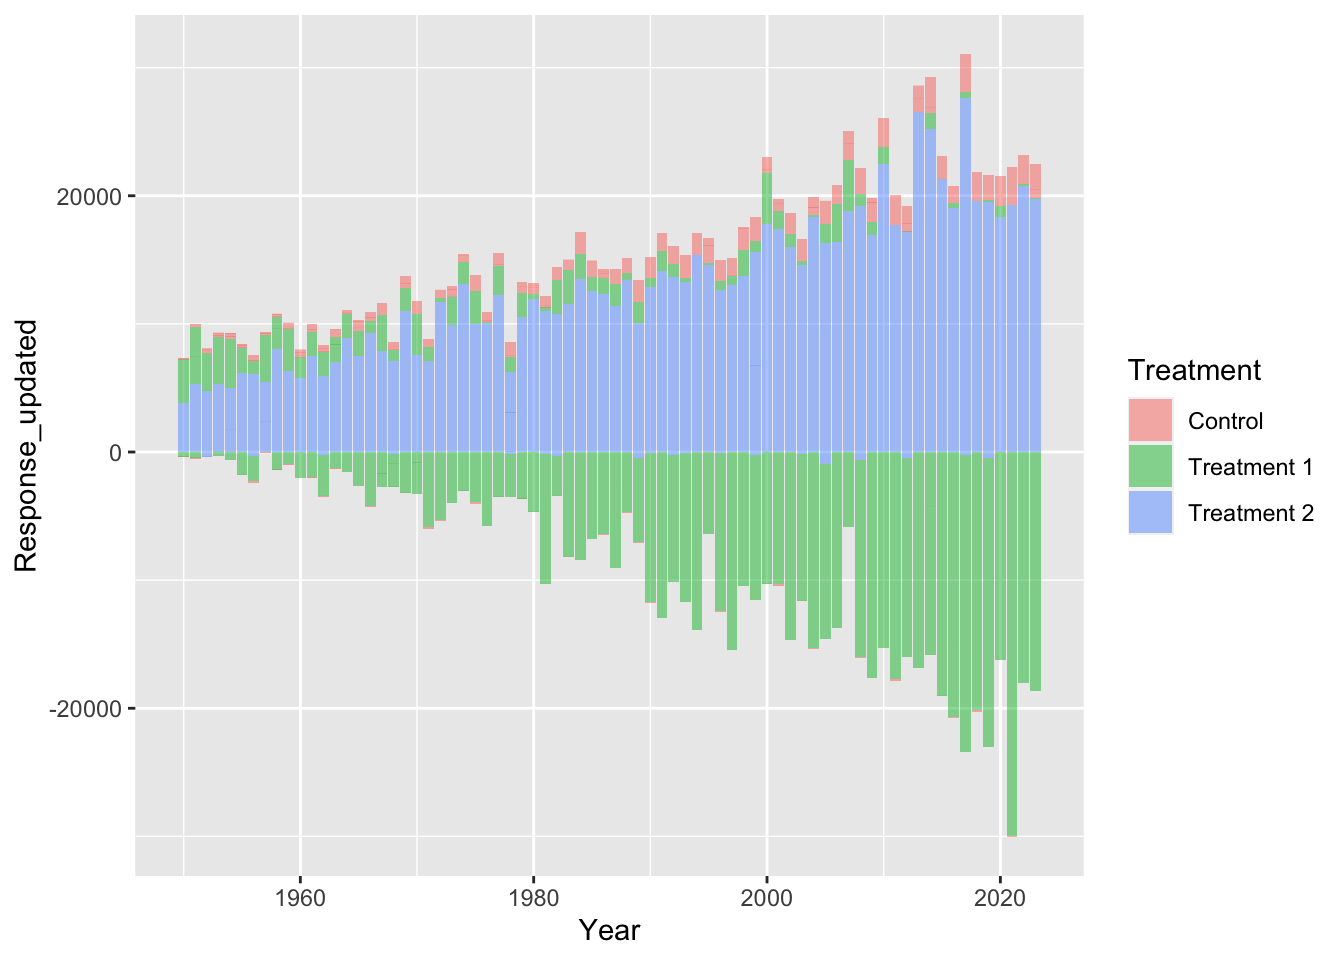 Response_updated
20000
0
-20000
1960
1980
2000
2020
Year
Treatment
Control
Treatment 1
Treatment 2